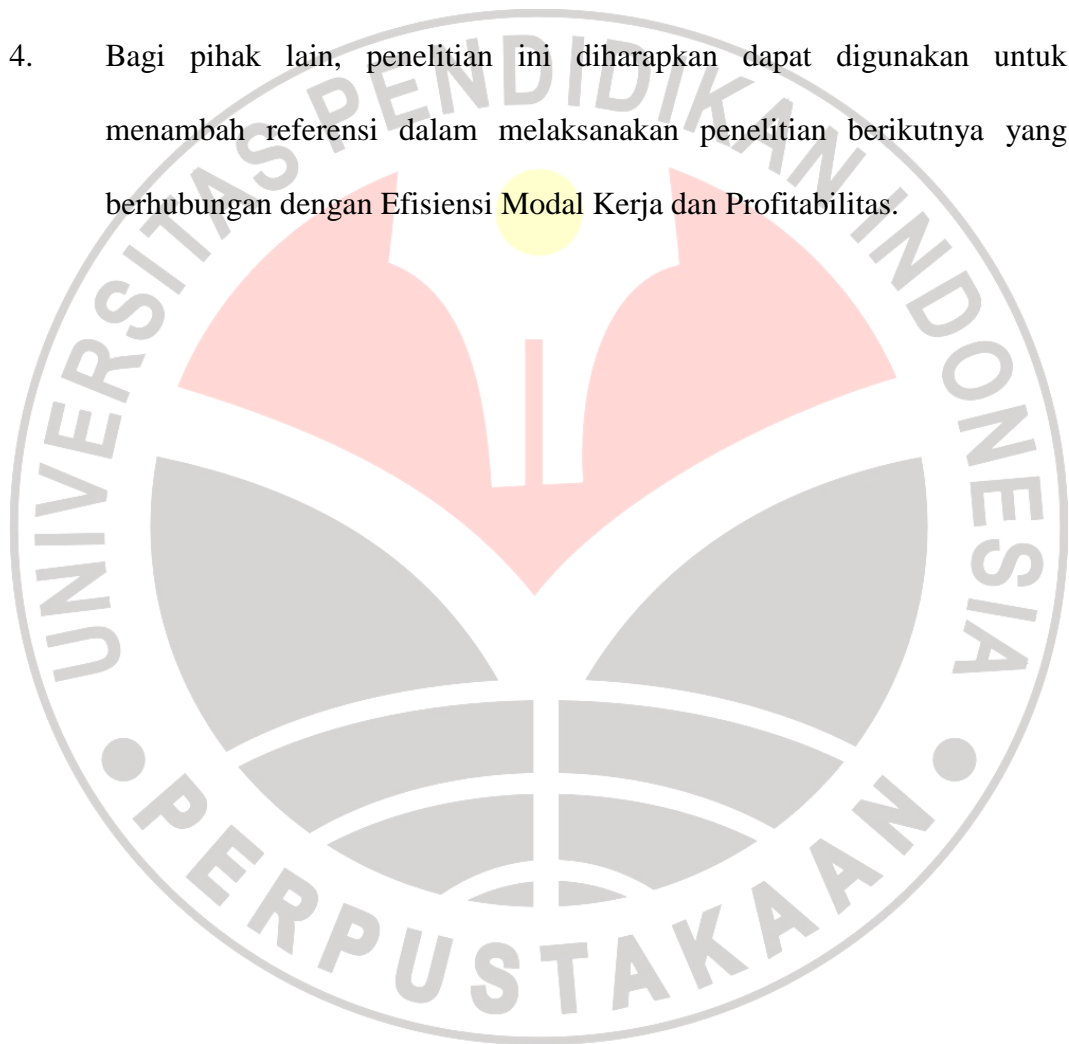 4. Bagi pihak lain, penelitian ini diharapkan dapat digunakan untuk
menambah referensi dalam melaksanakan penelitian berikutnya yang
berhubungan dengan Efisiensi Modal Kerja dan Profitabilitas.
UNIVERSITAS PENDIDIKAN INDONESIA
PERPUSTAKAAN